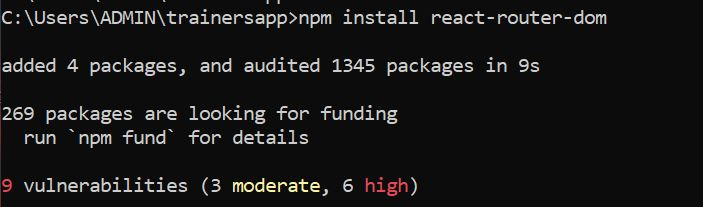 C:\Users\ADMIN\trainersapp>npm install react-router-dom
added 4 packages, and audited 1345 packages in 9s
269 packages are looking for funding
  run `npm fund` for details
9 vulnerabilities (3 moderate, 6 high)